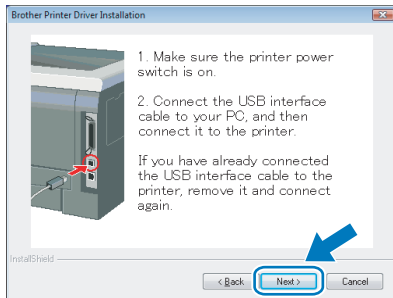 Brother Printer Driver Installation
1. Make sure the printer power
switch is on.
2. Connect the USB interface
cable to your PC, and then
connect it to the printer.
If you have already connected
the USB interface cable to the
printer, remove it and connect
again.
InstallShield
< Back
Next >
Cancel